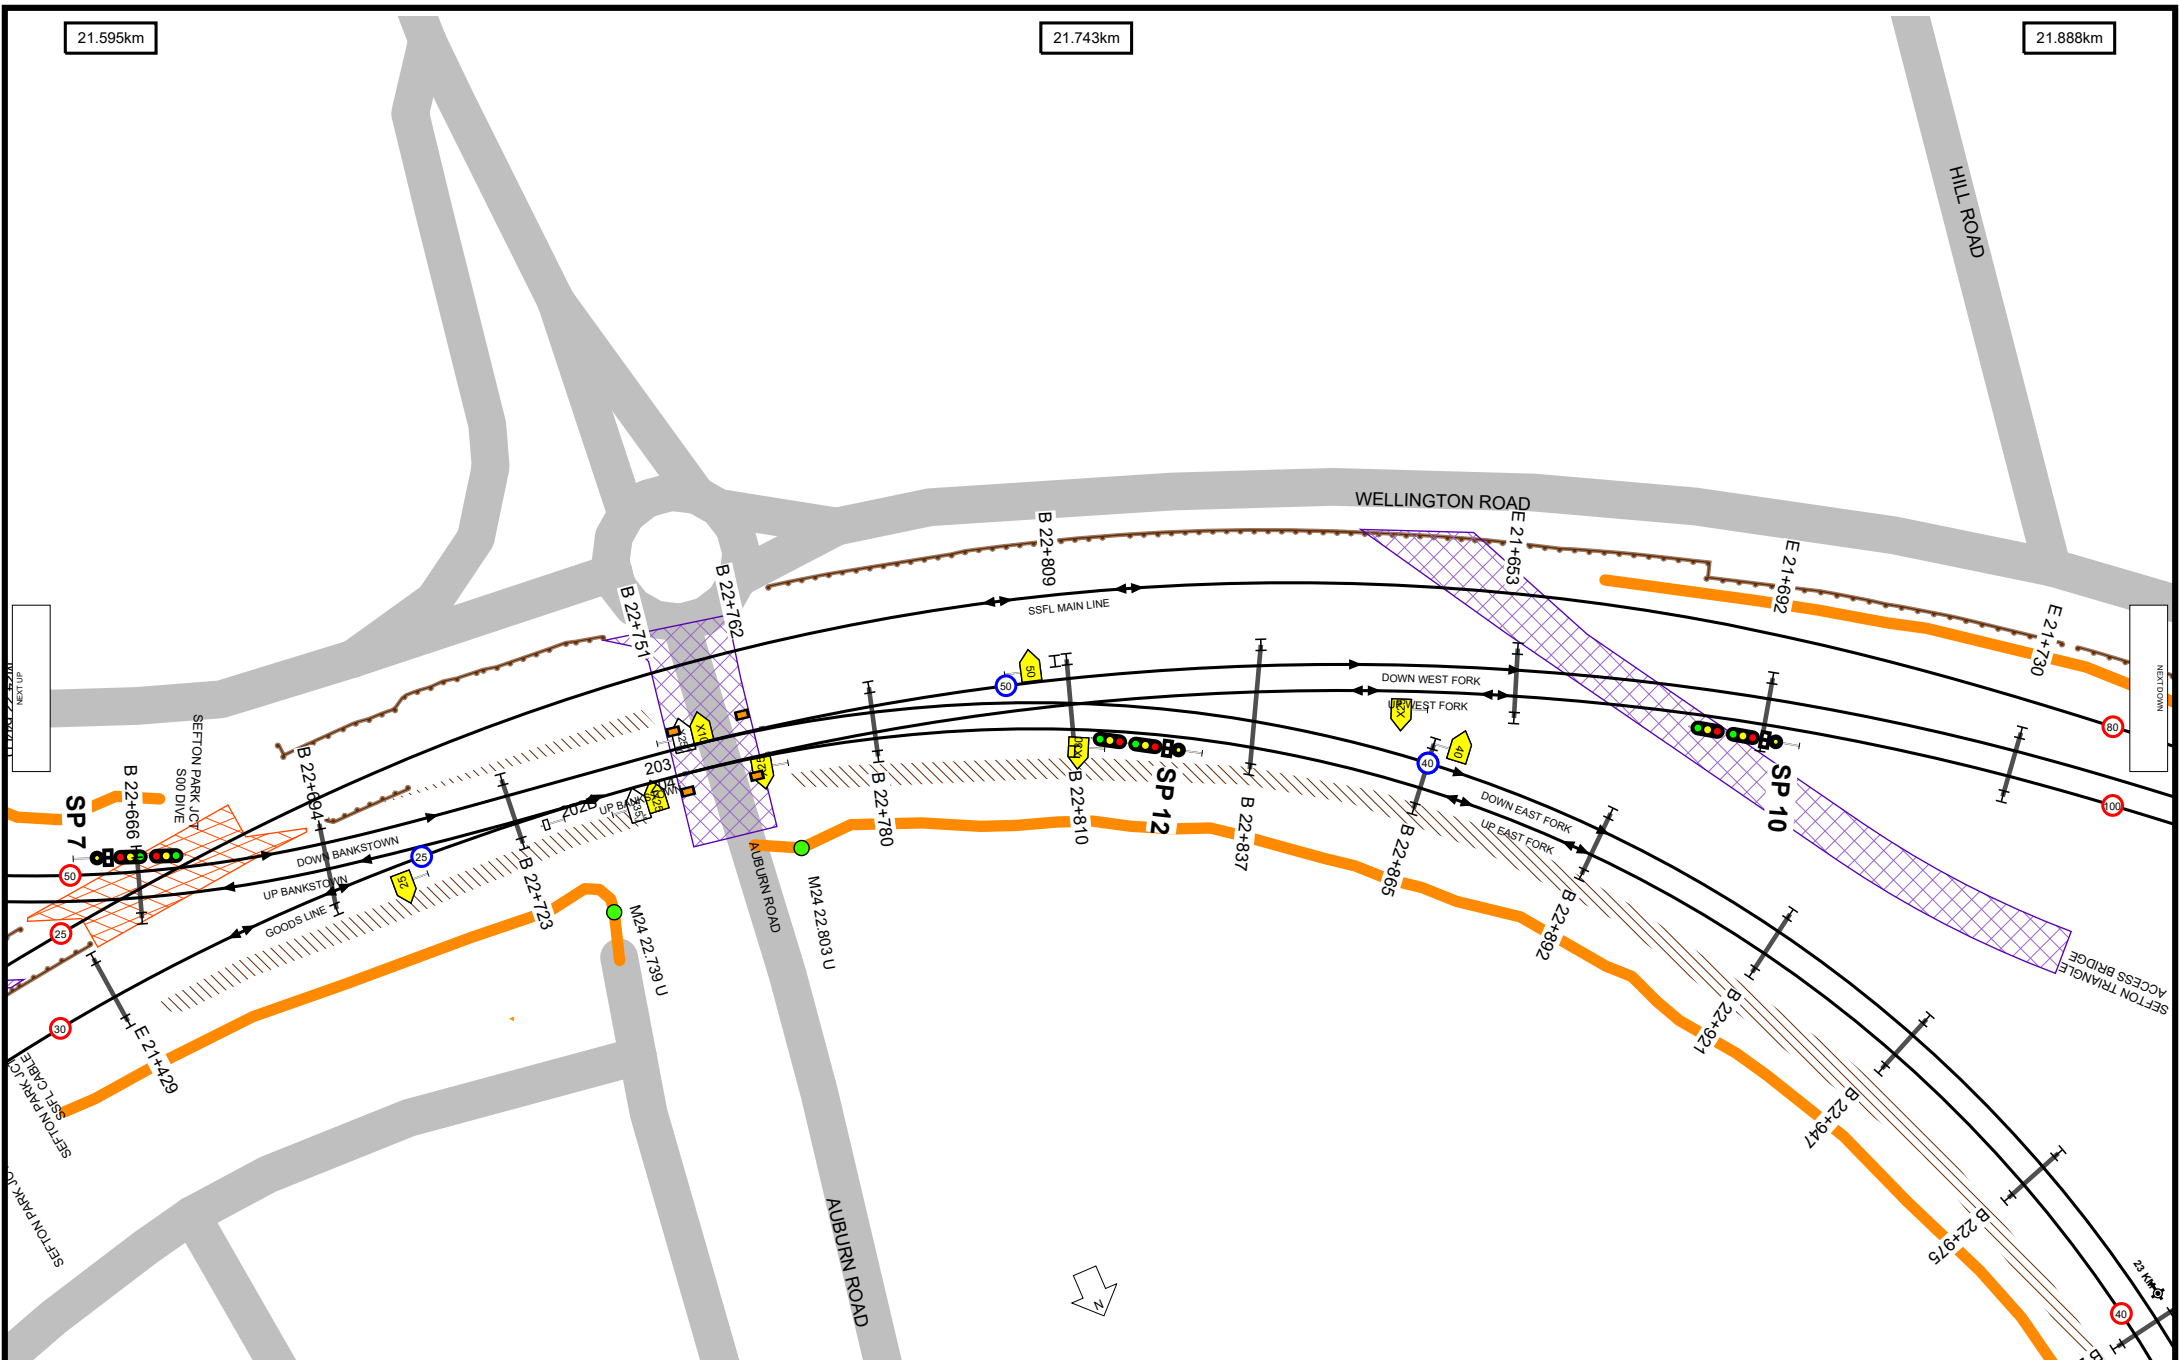 21.595km
21.743km
21.888km
HILL ROAD
WELLINGTON ROAD
B 22+809
E 21+653
E 21+692
E 21+730
B 22+751
B 22+762
SSFL MAIN LINE
DOWN WEST FORK
UP WEST FORK
50
50
NEXT UP
NEXT DOWN
80
100
SEFTON PARK JCT
S00 DIVE
B 22+666
B 22+694
SP 7
50
25
30
DOWN BANKSTOWN
UP BANKSTOWN
GOODS LINE
25
25
202B
203
UP BANKSTOWN
B 22+723
B 22+780
B 22+810
SP 12
B 22+837
B 22+865
40
40
DOWN EAST FORK
UP EAST FORK
SP 10
B 22+892
B 22+921
B 22+947
B 22+975
SEFTON TRIANGLE
ACCESS BRIDGE
AUBURN ROAD
M24 22.803 U
M24 22.739 U
E 21+429
SSFL CABLE
SEFTON PARK JCT
SEFTON PARK
AUBURN ROAD
N
23 KM
40